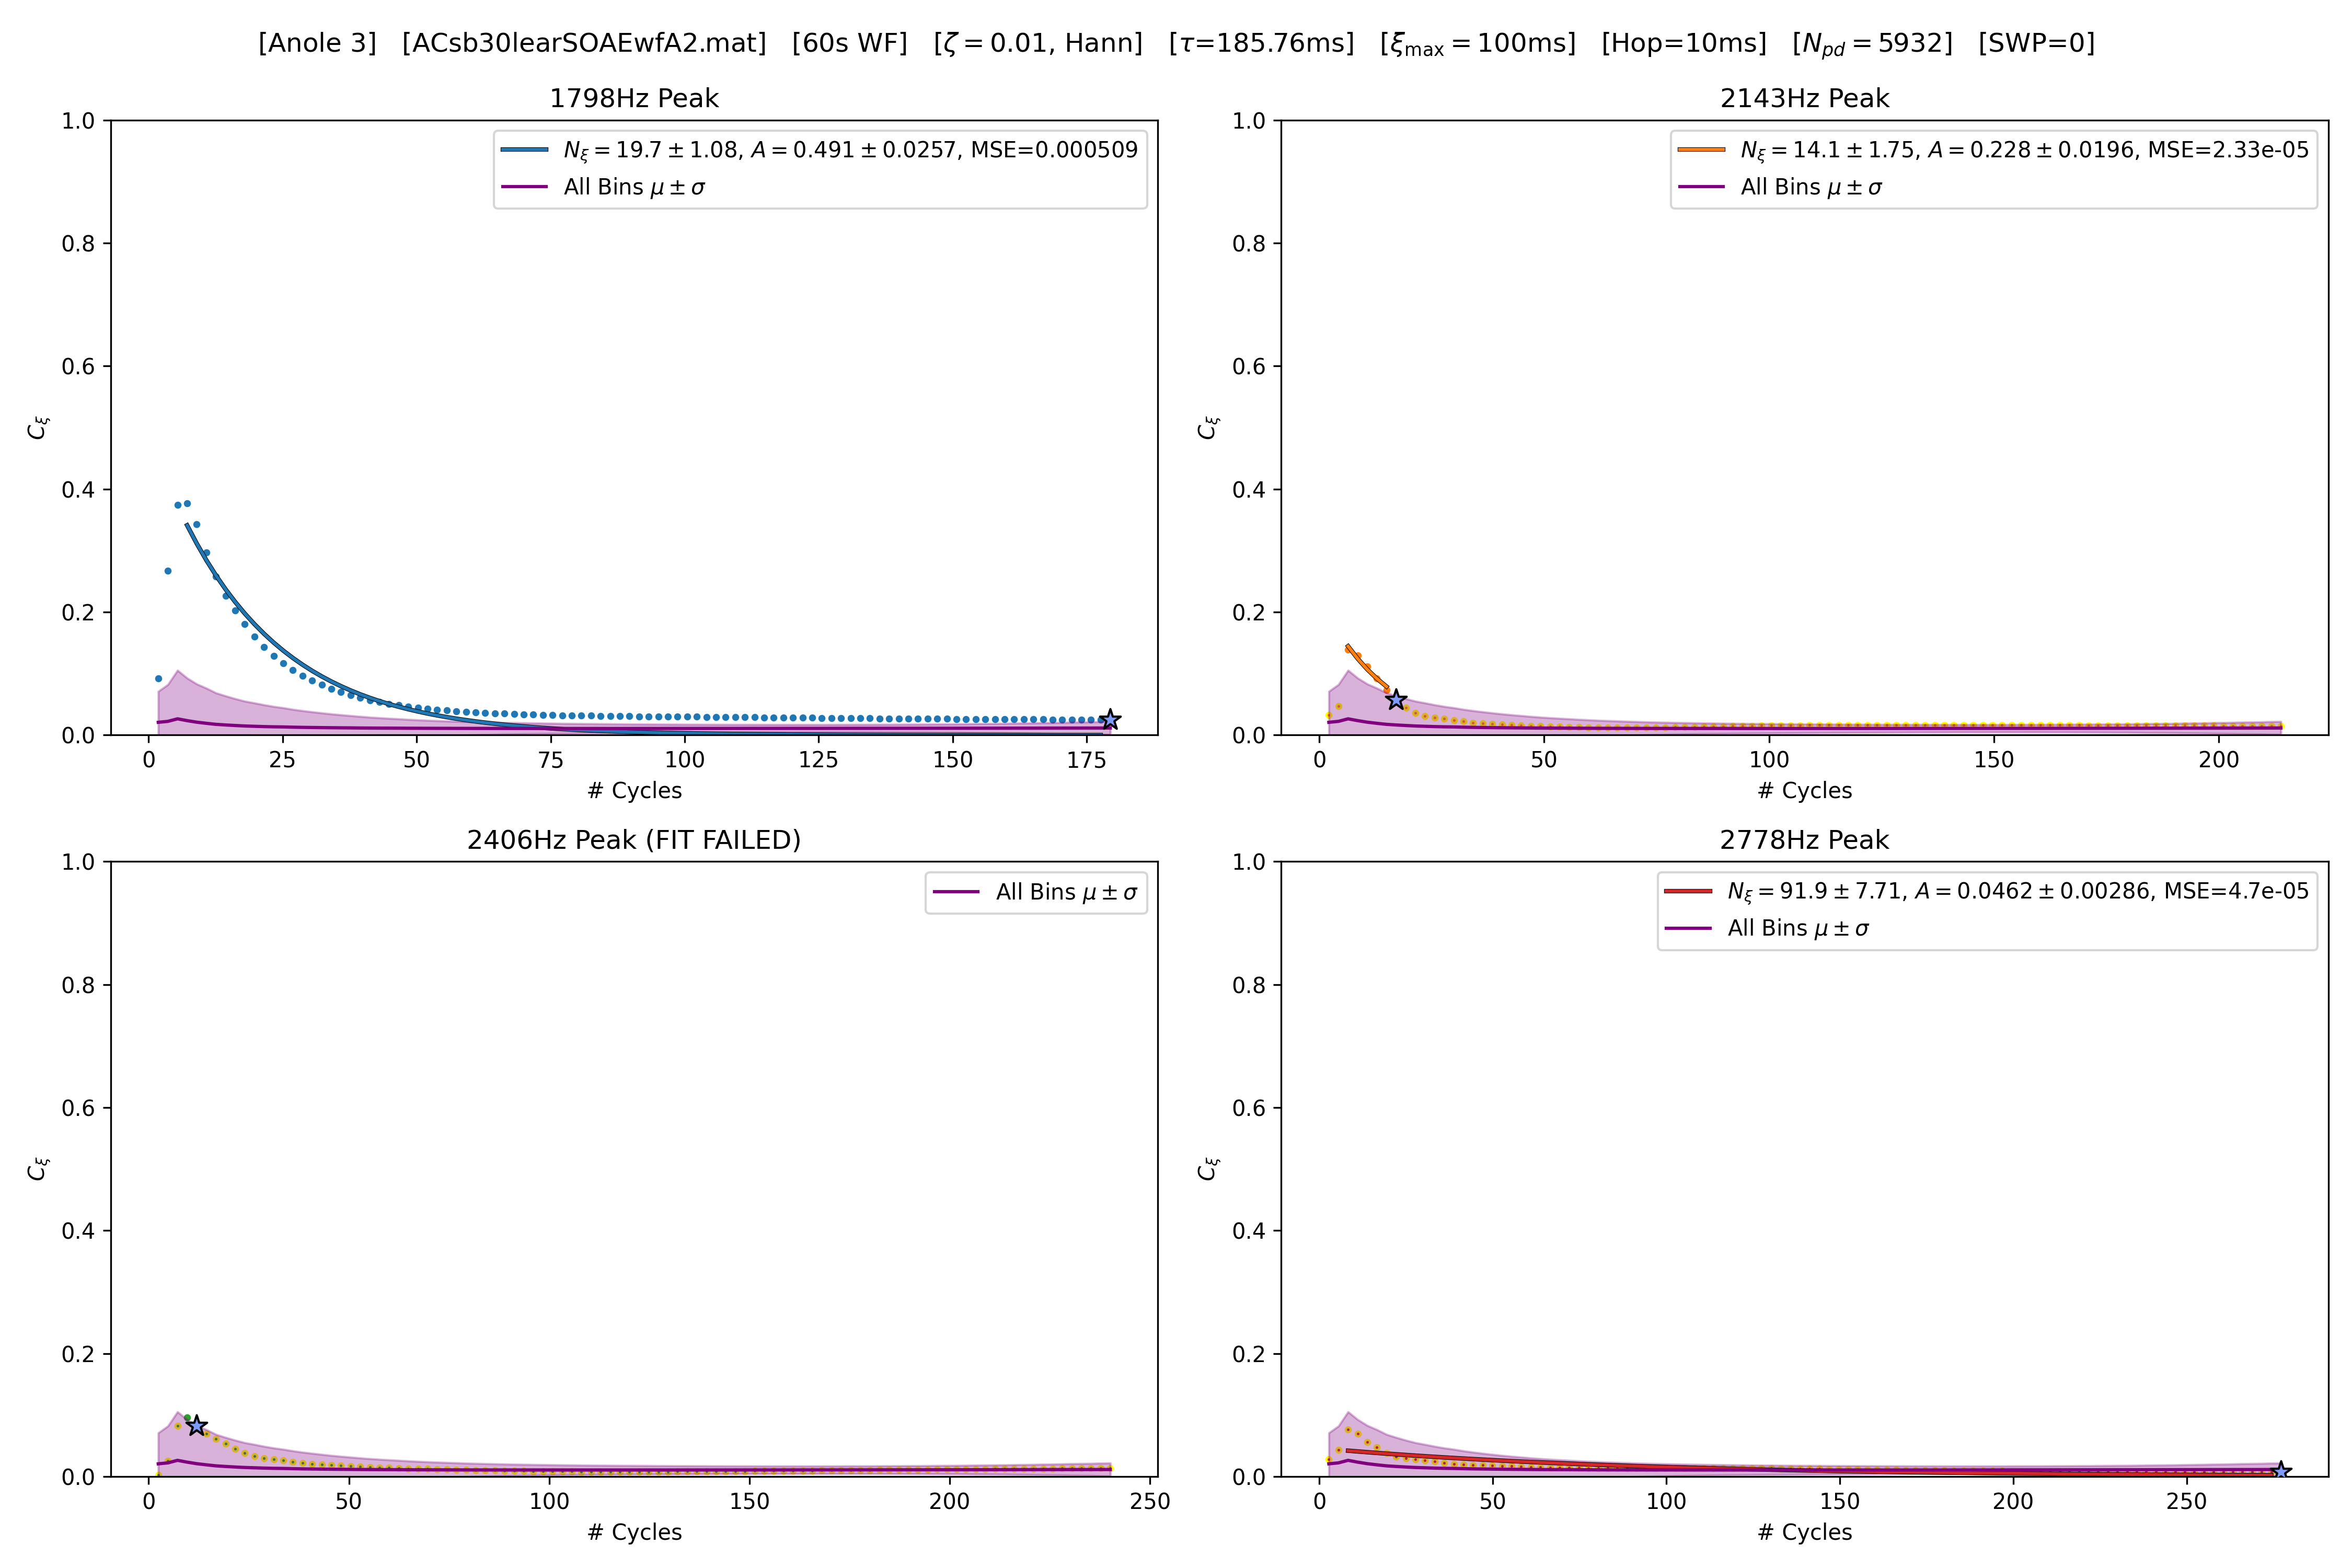 [Anole 3] [ACsb30learSOAEwfA2.mat] [60s WF] [ζ = 0.01, Hann] [τ=185.76ms] [ξmax = 100ms] [Hop=10ms] [Npd = 5932] [SWP=0]
1798Hz Peak
1.0
0.8
0.6
0.4
0.2
0.0
Cξ
0 25 50 75 100 125 150 175
# Cycles
Nξ = 19.7 ± 1.08, A = 0.491 ± 0.0257, MSE=0.000509
All Bins μ ± σ
2143Hz Peak
1.0
0.8
0.6
0.4
0.2
0.0
Cξ
0 50 100 150 200
# Cycles
Nξ = 14.1 ± 1.75, A = 0.228 ± 0.0196, MSE=2.33e-05
All Bins μ ± σ
2406Hz Peak (FIT FAILED)
1.0
0.8
0.6
0.4
0.2
0.0
Cξ
0 50 100 150 200 250
# Cycles
All Bins μ ± σ
2778Hz Peak
1.0
0.8
0.6
0.4
0.2
0.0
Cξ
0 50 100 150 200 250
# Cycles
Nξ = 91.9 ± 7.71, A = 0.0462 ± 0.00286, MSE=4.7e-05
All Bins μ ± σ